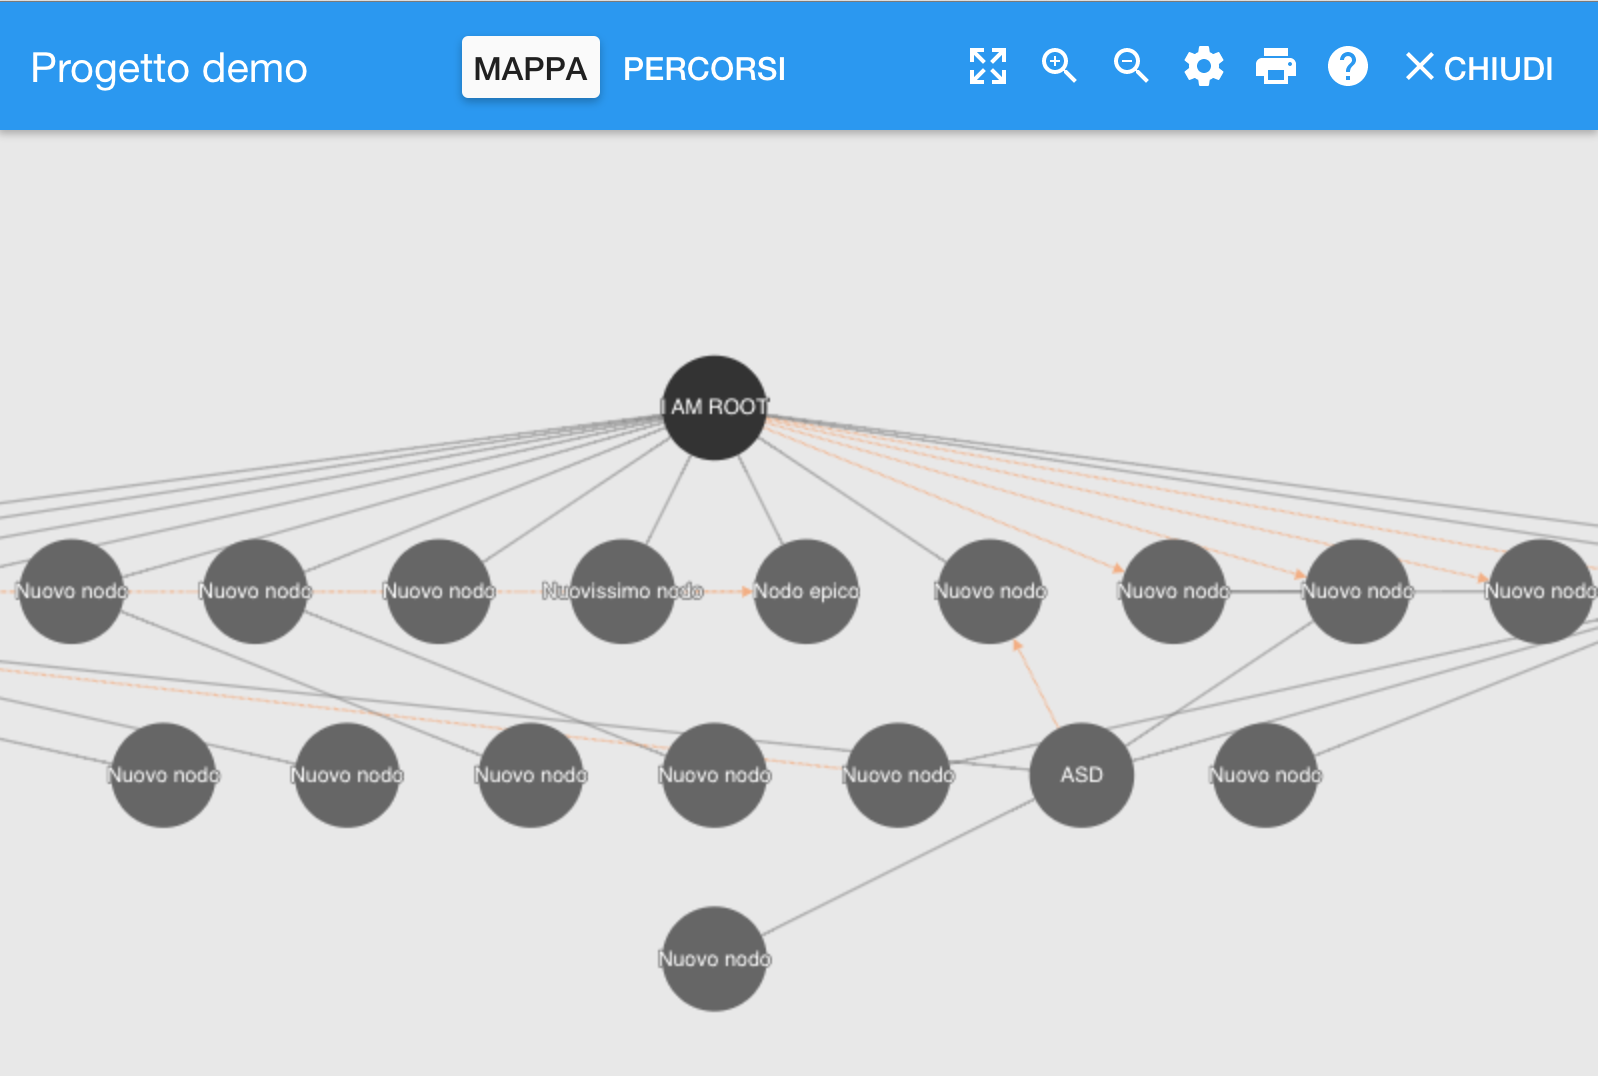 Progetto demo MAPPA PERCORSI CHIUDI
I AM ROOT
Nuovo nodo Nuovo nodo Nuovo nodo Nuovissimo nodo Nodo epico Nuovo nodo Nuovo nodo Nuovo nodo Nuovo nodo
Nuovo nodo Nuovo nodo Nuovo nodo Nuovo nodo Nuovo nodo ASD Nuovo nodo
Nuovo nodo